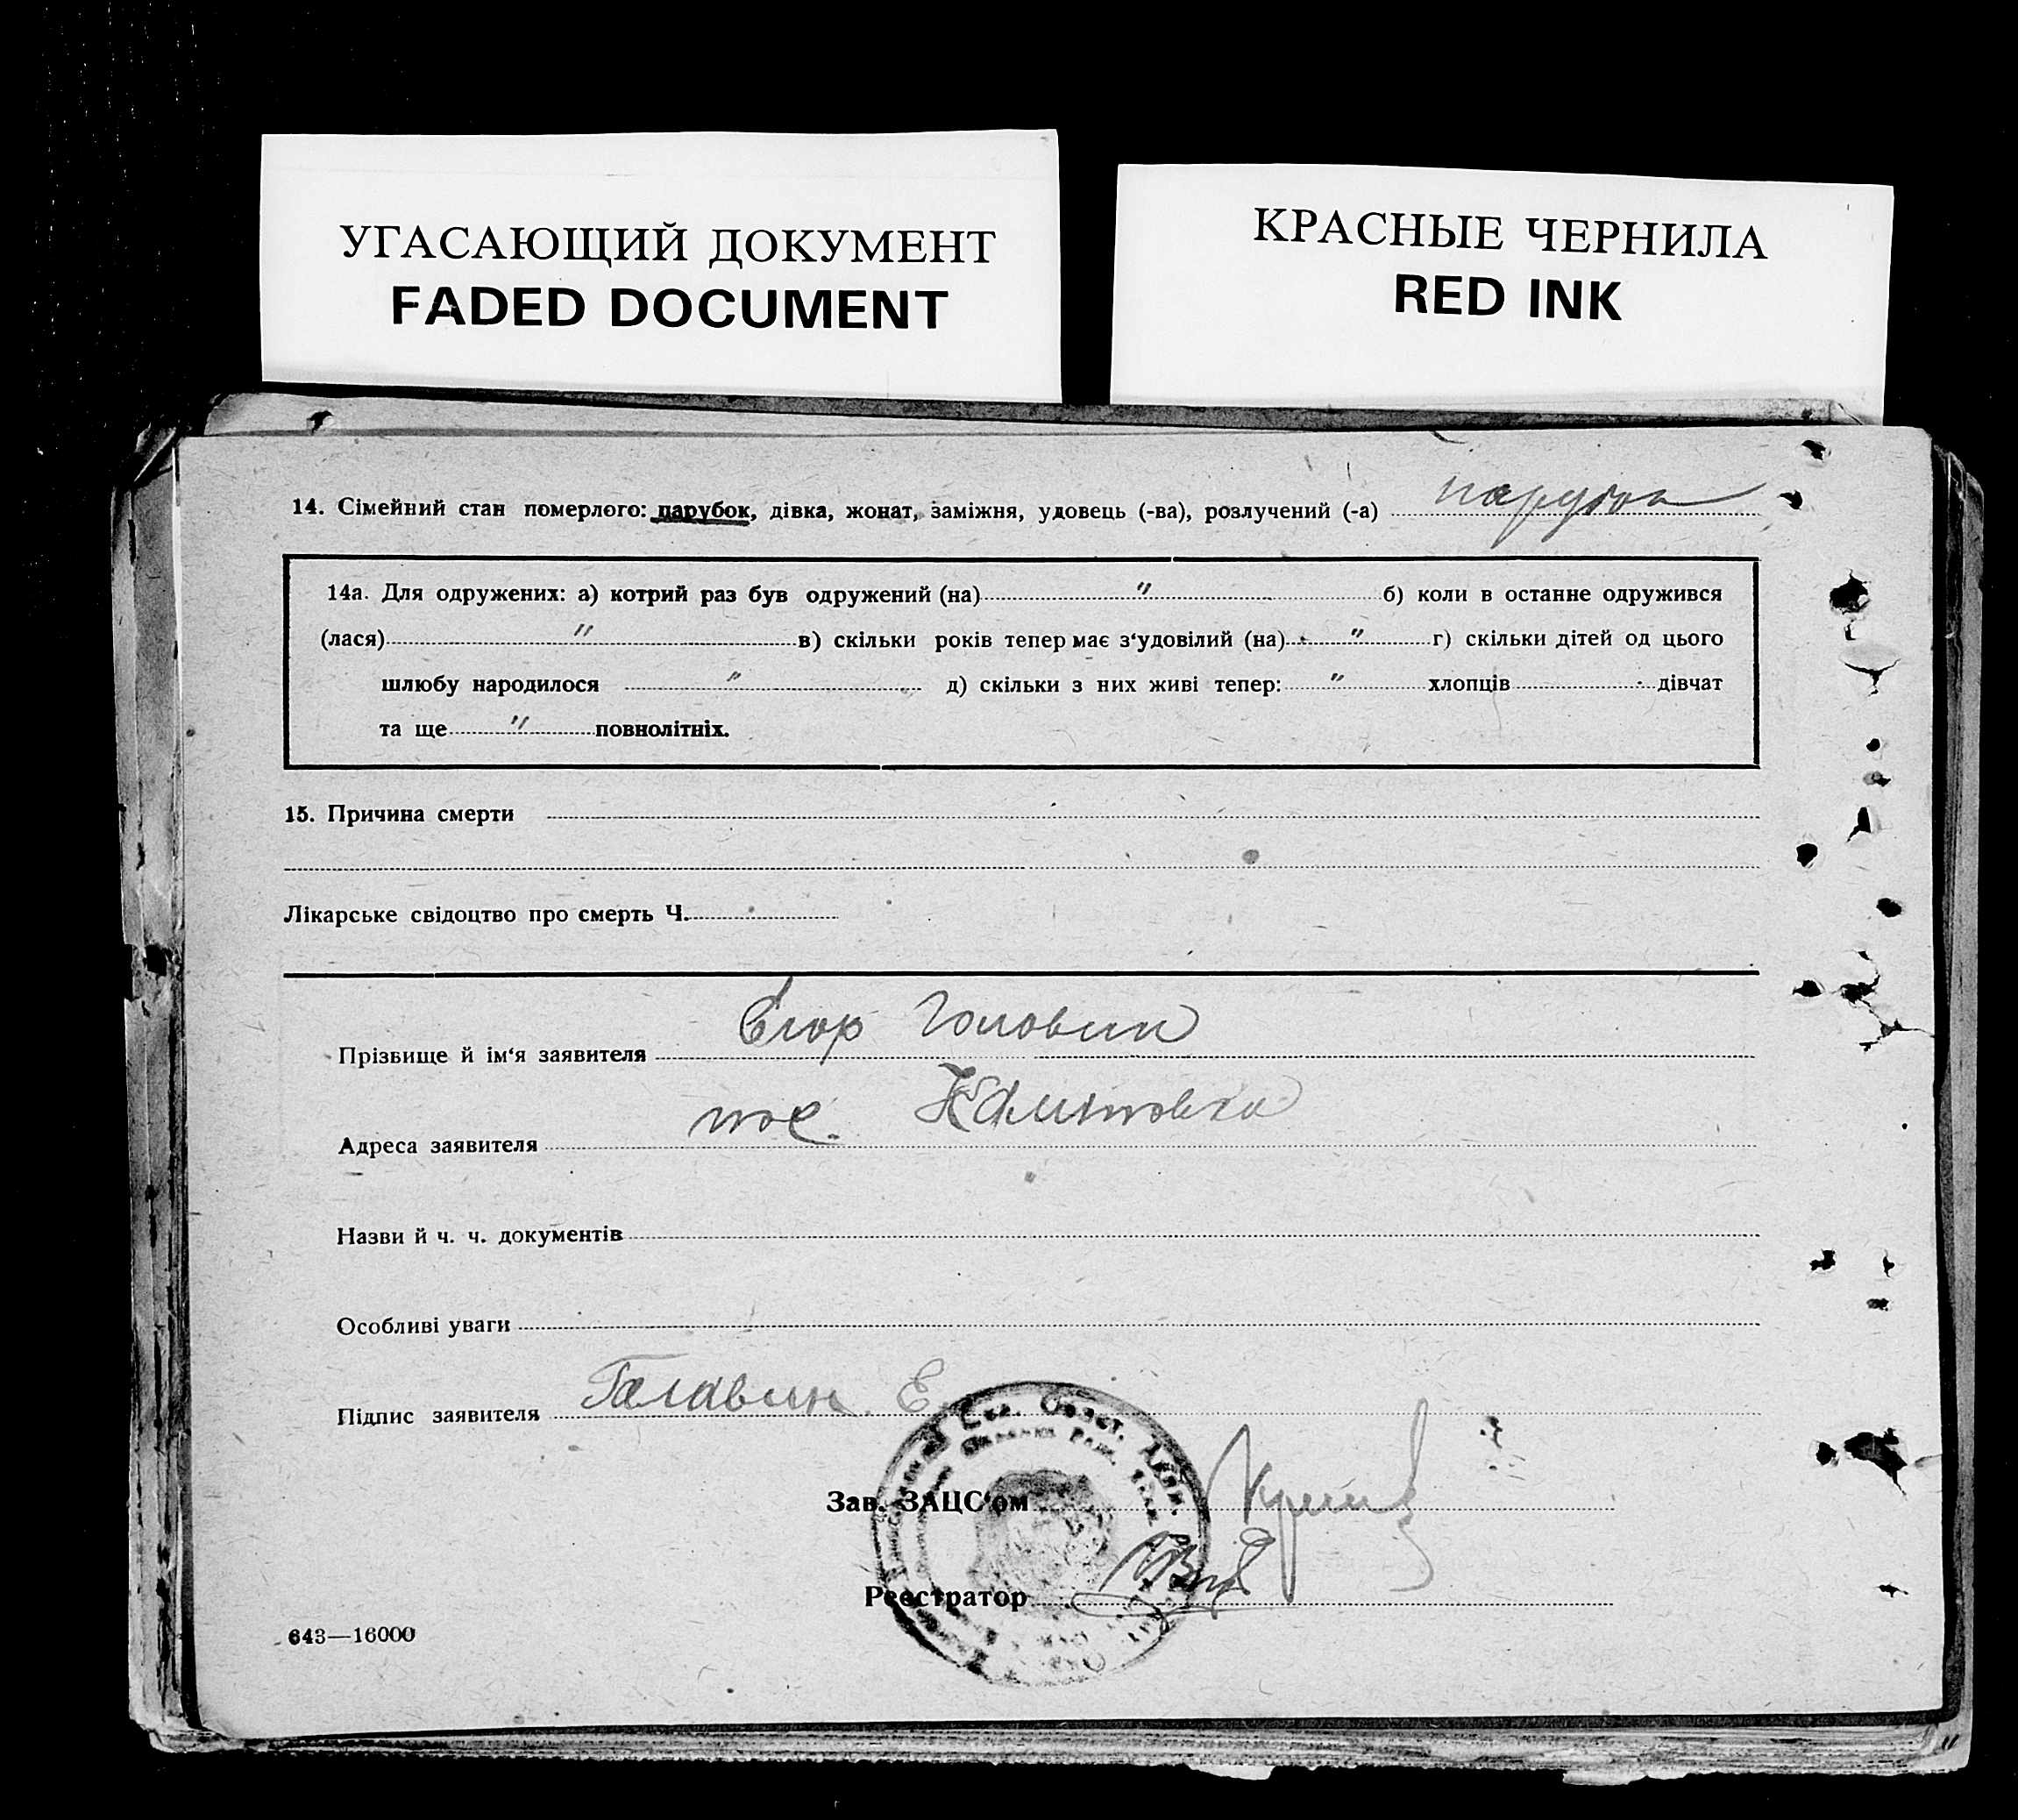 УГАСАЮЩИЙ ДОКУМЕНТ
FADED DOCUMENT
КРАСНЫЕ ЧЕРНИЛА
RED INK
14. Сімейний стан померлого: парубок, дівка, жонат, заміжня, удовець (-ва), розлучений (-а) парубок
14а. Для одружених: а) котрий раз був одружений (на) " б) коли в останнє одружився
(лася) " в) скільки років тепер має з‘удовілий (на) " г) скільки дітей од цього
шлюбу народилося " д) скільки з них живі тепер: " хлопців дівчат
та ще " повнолітніх.
15. Причина смерти
Лікарське свідоцтво про смерть Ч.
Прізвище й ім‘я заявителя Єгор Головин
Адреса заявителя пос.
Назви й ч. ч. документів
Особливі уваги
Підпис заявителя Галавин Е
Зав. ЗАЦС‘ом
Реєстратор
643—16000